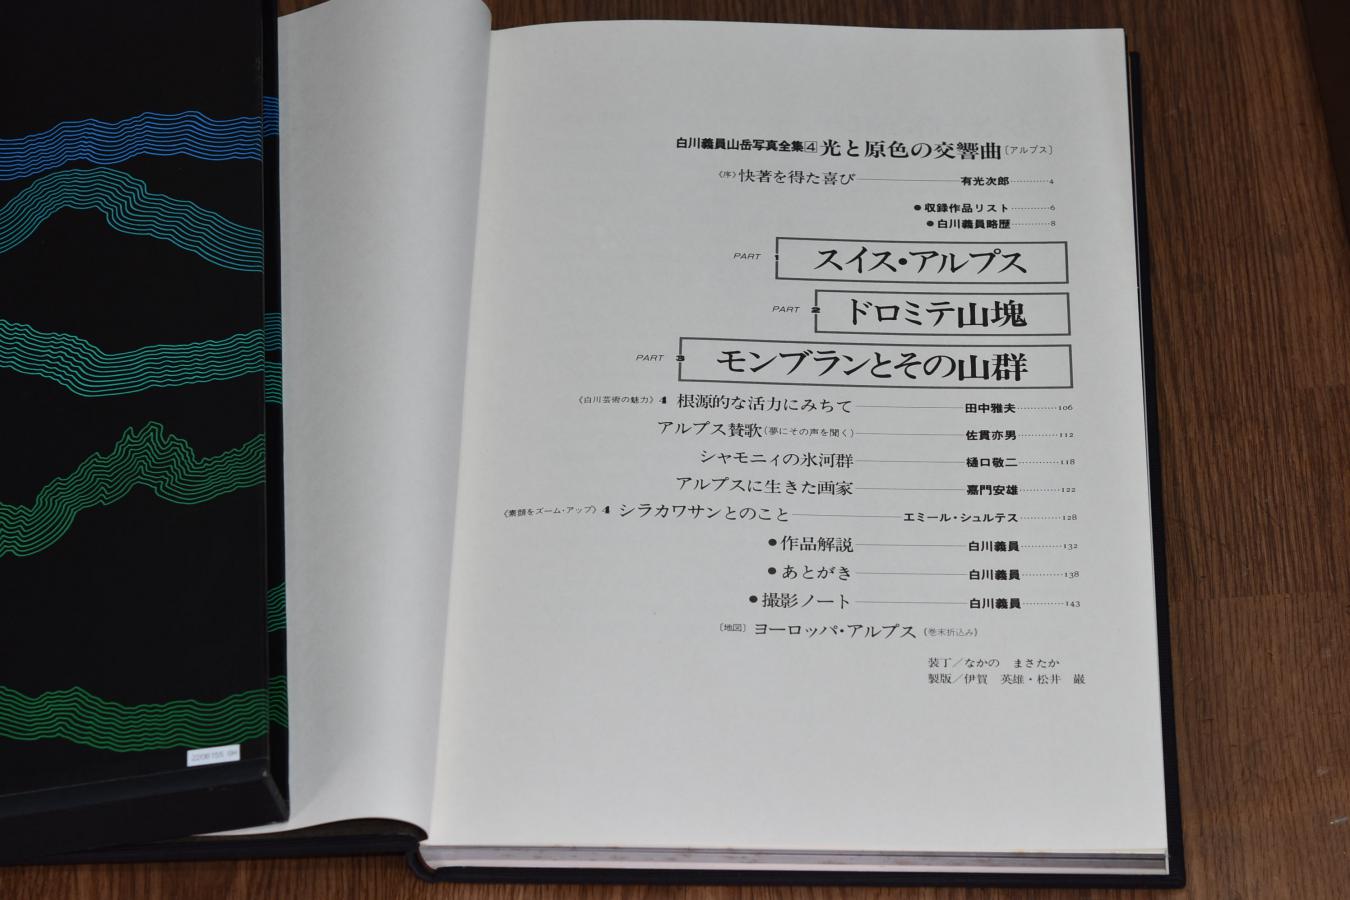 白川義員山岳写真全集4光と原色の交響曲〔アルプス〕
〈序〉快著を得た喜び 有光次郎…………4
●収録作品リスト…………6
●白川義員略歴…………8
PART 1 スイス・アルプス
PART 2 ドロミテ山塊
PART 3 モンブランとその山群
〈白川芸術の魅力〉4 根源的な活力にみちて 田中雅夫…………106
アルプス賛歌(夢にその声を聞く) 佐貫亦男…………112
シャモニィの氷河群 樋口敬二…………118
アルプスに生きた画家 嘉門安雄…………122
〈素顔をズーム・アップ〉4 シラカワサンとのこと エミール・シュルテス…………128
●作品解説 白川義員…………132
●あとがき 白川義員…………138
●撮影ノート 白川義員…………143
〔地図〕ヨーロッパ・アルプス(巻末折込み)
装丁／なかの　まさたか
製版／伊賀　英雄・松井　巌